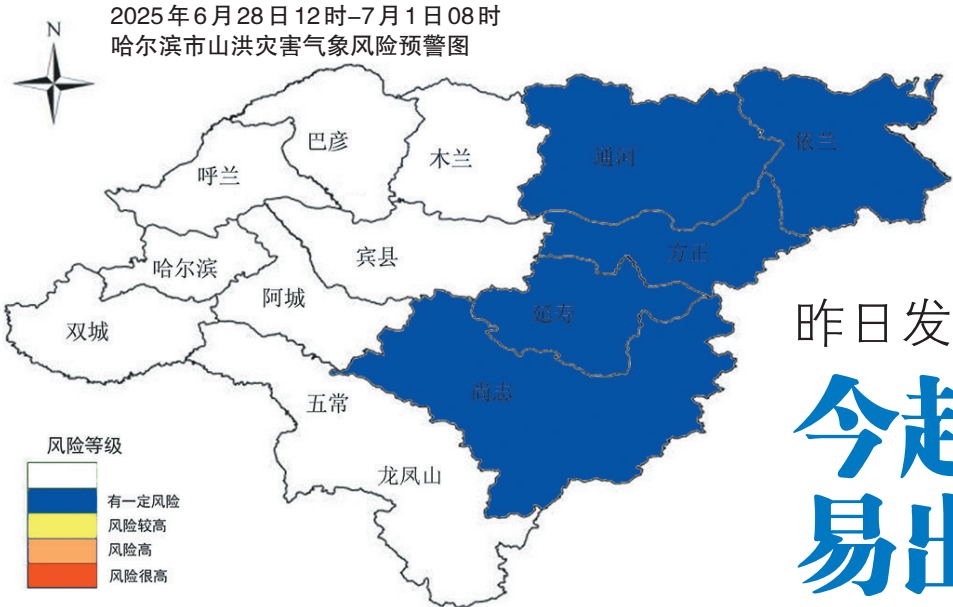 2025年6月28日12时-7月1日08时
哈尔滨市山洪灾害气象风险预警图
N
巴彦
木兰
通河
依兰
呼兰
宾县
方正
哈尔滨
阿城
延寿
双城
尚志
五常
龙凤山
风险等级
有一定风险
风险较高
风险高
风险很高
昨日发
今起
易出